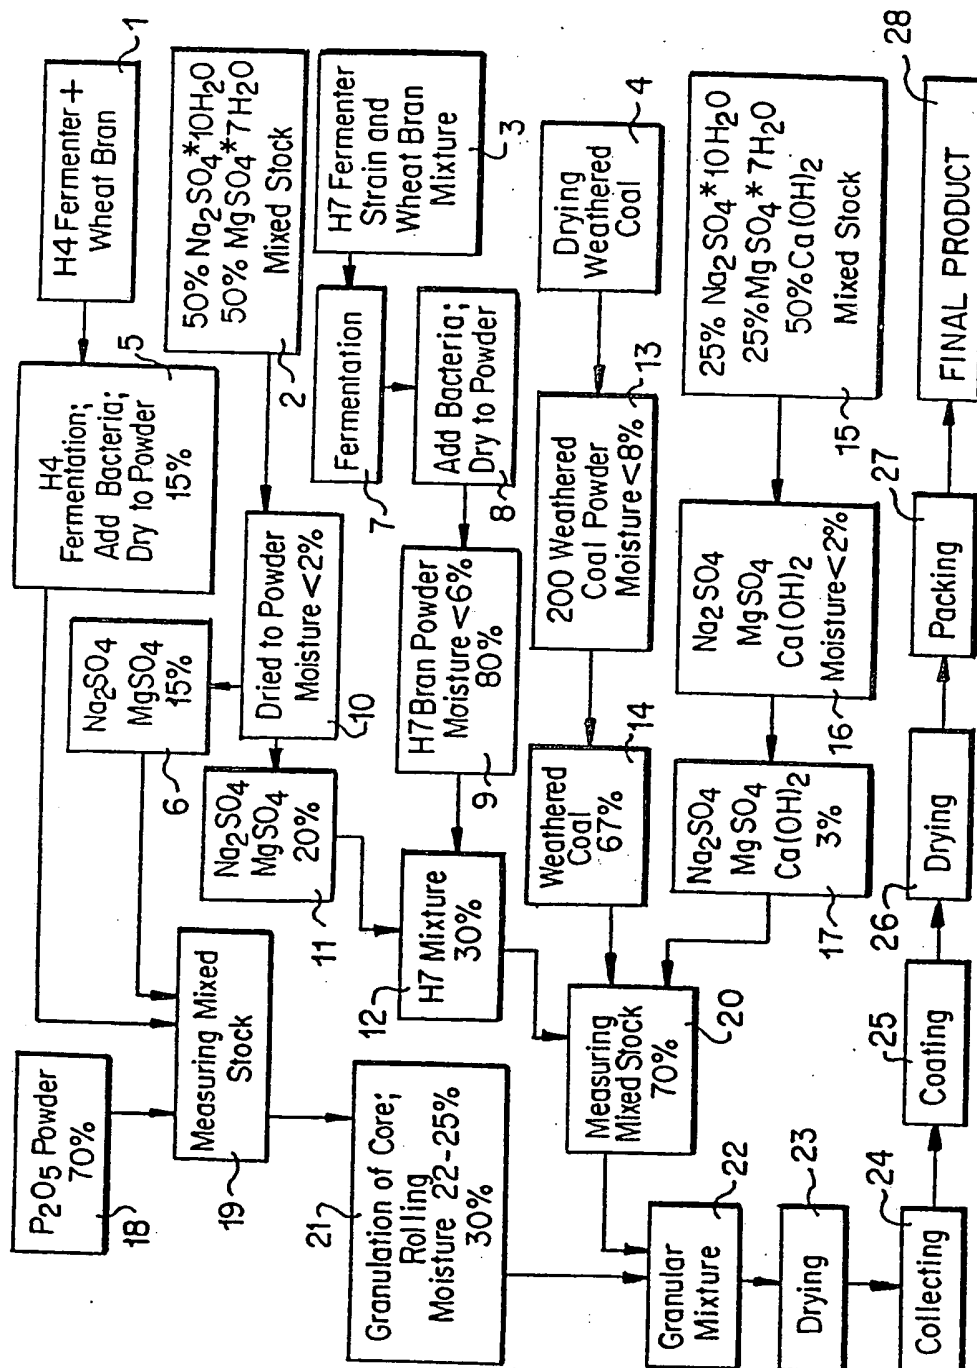 H4 Fermenter +
Wheat Bran
1
50% Na2SO4*10H2O
50% MgSO4*7H2O
Mixed Stock
2
H7 Fermenter
Strain and
Wheat Bran
Mixture
3
Drying
Weathered
Coal
4
25% Na2SO4*10H2O
25% MgSO4*7H2O
50% Ca(OH)2
Mixed Stock
15
FINAL PRODUCT
28
H4
Fermentation;
Add Bacteria;
Dry to Powder
15%
5
Fermentation
7
Add Bacteria;
Dry to Powder
8
200 Weathered
Coal Powder
Moisture <8%
13
Na2SO4
MgSO4
Ca(OH)2
Moisture <2%
16
Packing
27
Na2SO4
MgSO4
15%
6
Dried to Powder
Moisture <2%
10
H7 Bran Powder
Moisture <6%
80%
9
Weathered
Coal
67%
14
Na2SO4
MgSO4
Ca(OH)2
3%
17
Drying
26
Na2SO4
MgSO4
20%
11
H7 Mixture
30%
12
P2O5 Powder
70%
18
Measuring Mixed
Stock
19
Measuring
Mixed Stock
70%
20
Coating
25
Granulation of Core;
Rolling
Moisture 22-25%
30%
21
Granular
Mixture
22
Drying
23
Collecting
24